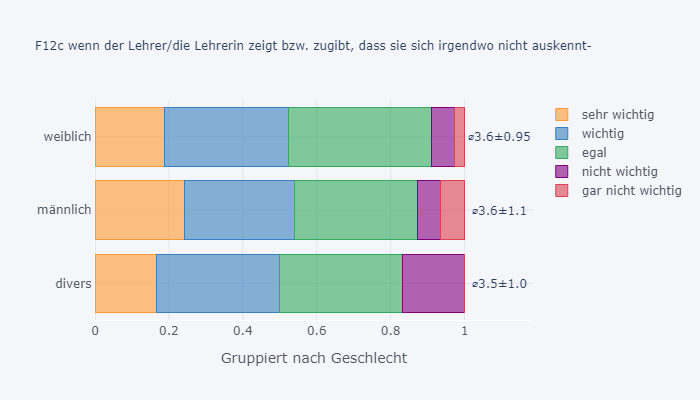 F12c wenn der Lehrer/die Lehrerin zeigt bzw. zugibt, dass sie sich irgendwo nicht auskennt-
sehr wichtig
wichtig
egal
nicht wichtig
gar nicht wichtig
weiblich
⌀3.6±0.95
männlich
⌀3.6±1.1
divers
⌀3.5±1.0
0 0.2 0.4 0.6 0.8 1
Gruppiert nach Geschlecht